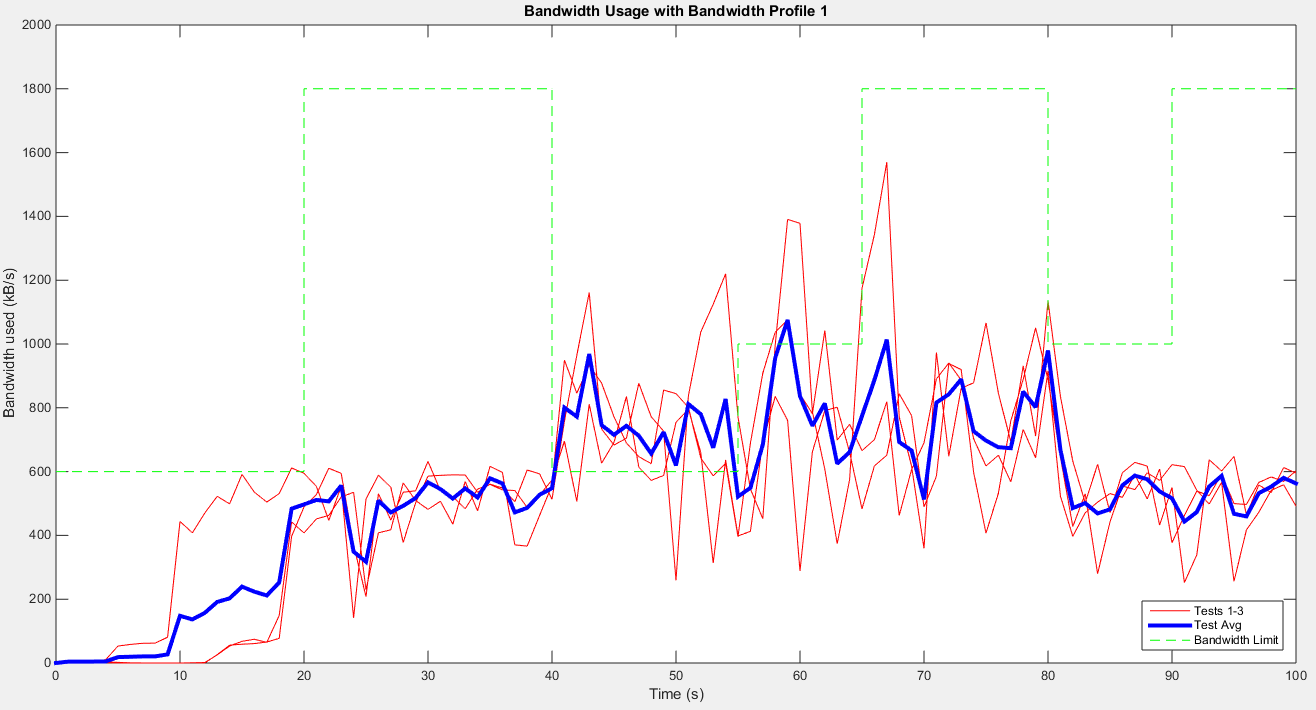 Bandwidth Usage with Bandwidth Profile 1
Bandwidth used (kB/s)
2000
1800
1600
1400
1200
1000
800
600
400
200
0
0 10 20 30 40 50 60 70 80 90 100
Time (s)
Tests 1-3
Test Avg
Bandwidth Limit